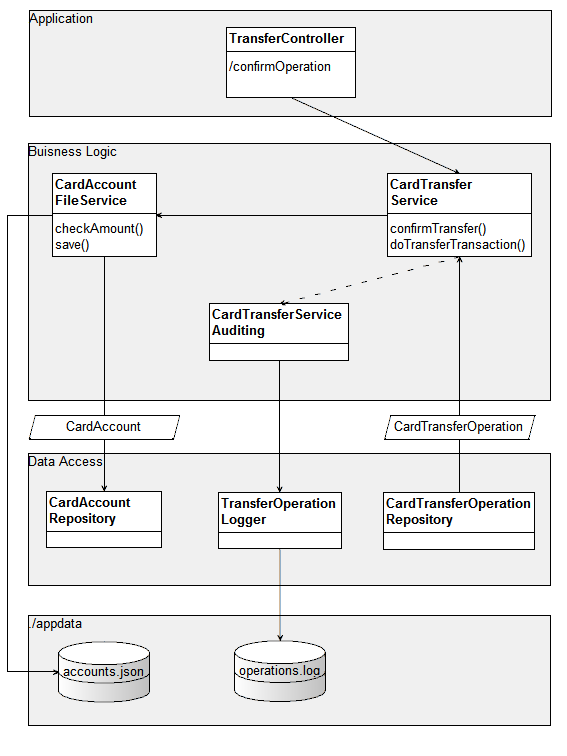 Application
TransferController
/confirmOperation
Buisness Logic
CardAccount
FileService
checkAmount()
save()
CardTransfer
Service
confirmTransfer()
doTransferTransaction()
CardTransferService
Auditing
CardAccount
CardTransferOperation
Data Access
CardAccount
Repository
TransferOperation
Logger
CardTransferOperation
Repository
./appdata
accounts.json
operations.log